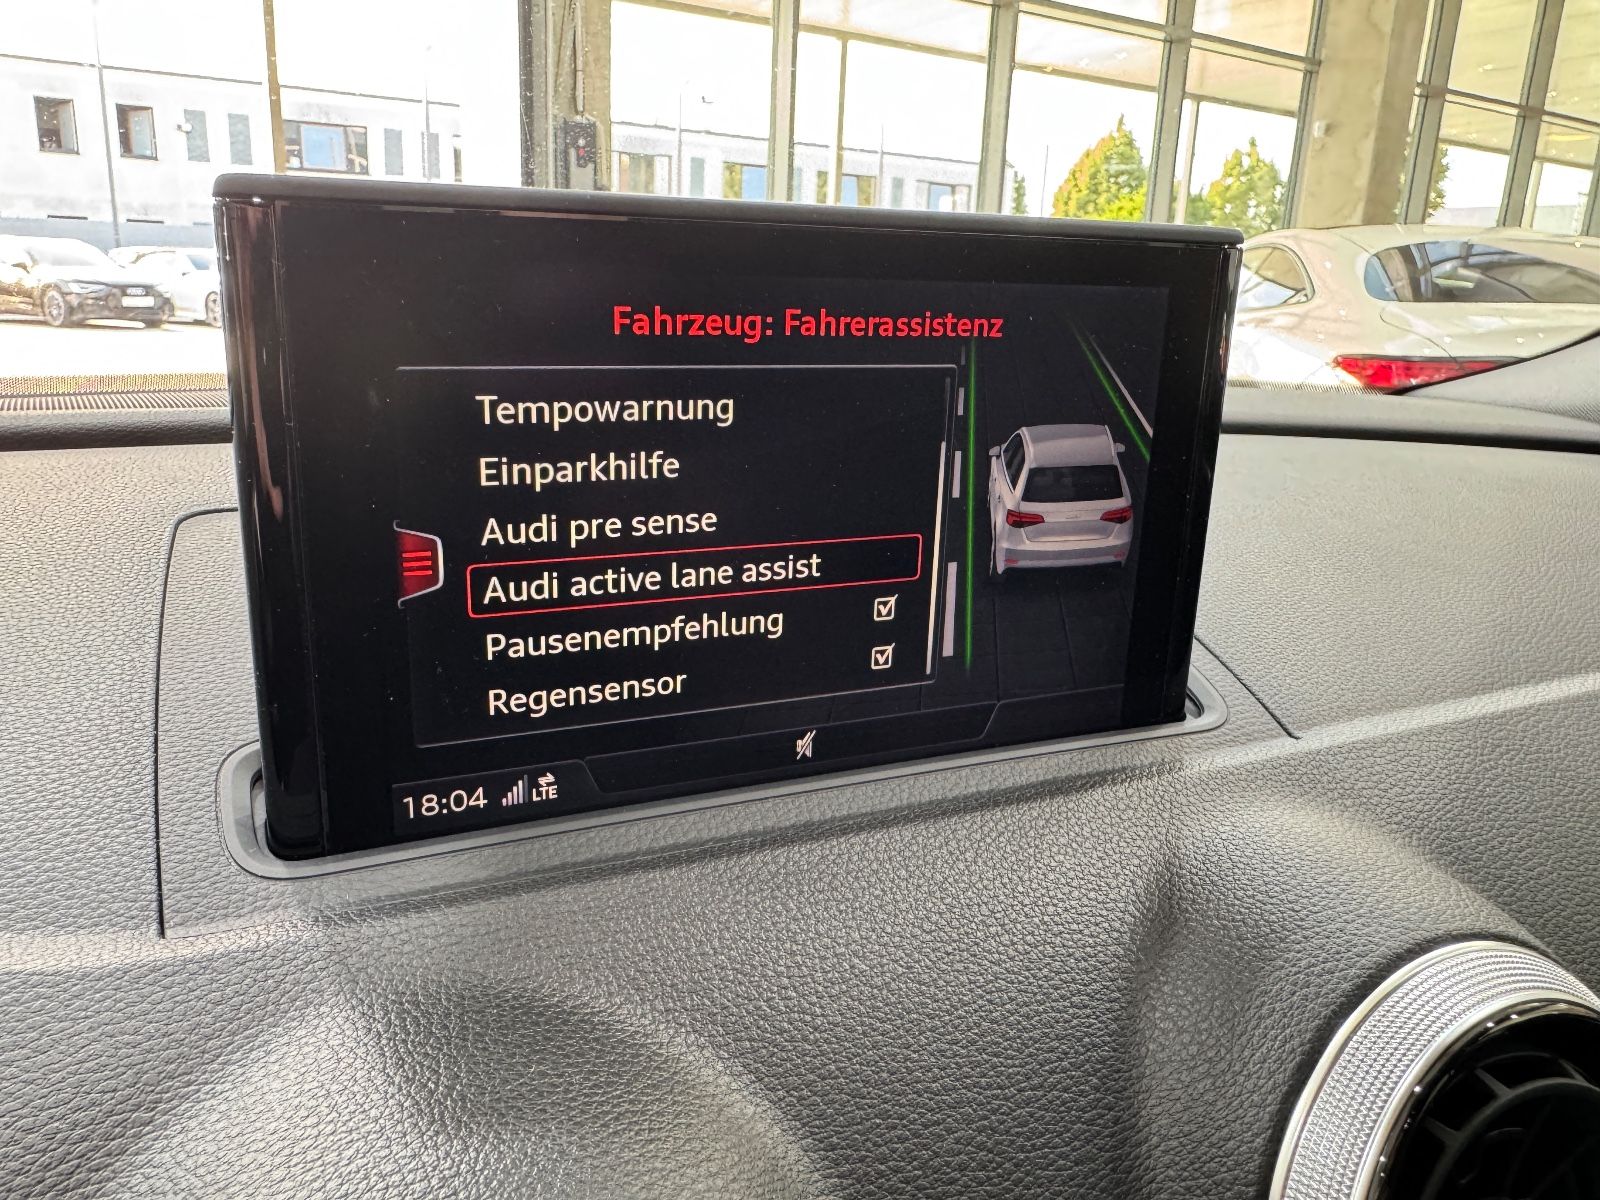 Fahrzeug: Fahrerassistenz
Tempowarnung
Einparkhilfe
Audi pre sense
Audi active lane assist
Pausenempfehlung
Regensensor
18:04 LTE